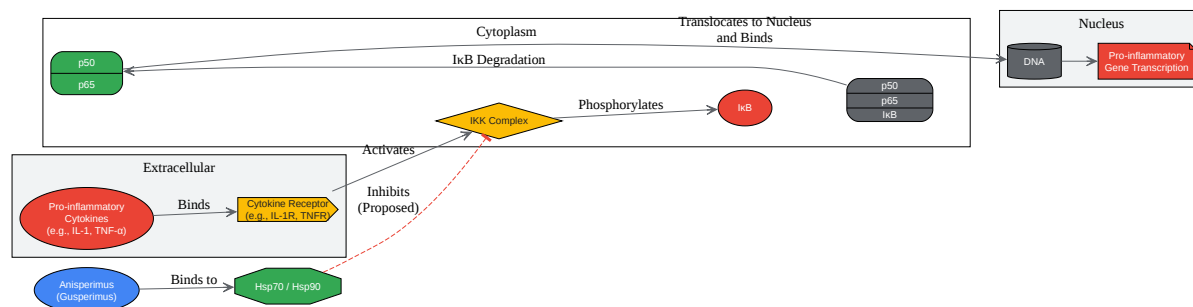 Cytoplasm
Translocates to Nucleus
and Binds
Nucleus
p50
p65
IκB Degradation
DNA
Pro-inflammatory
Gene Transcription
p50
p65
IκB
Phosphorylates
IκB
IKK Complex
Activates
Extracellular
Pro-inflammatory
Cytokines
(e.g., IL-1, TNF-α)
Binds
Cytokine Receptor
(e.g., IL-1R, TNFR)
Inhibits
(Proposed)
Anisperimus
(Gusperimus)
Binds to
Hsp70 / Hsp90